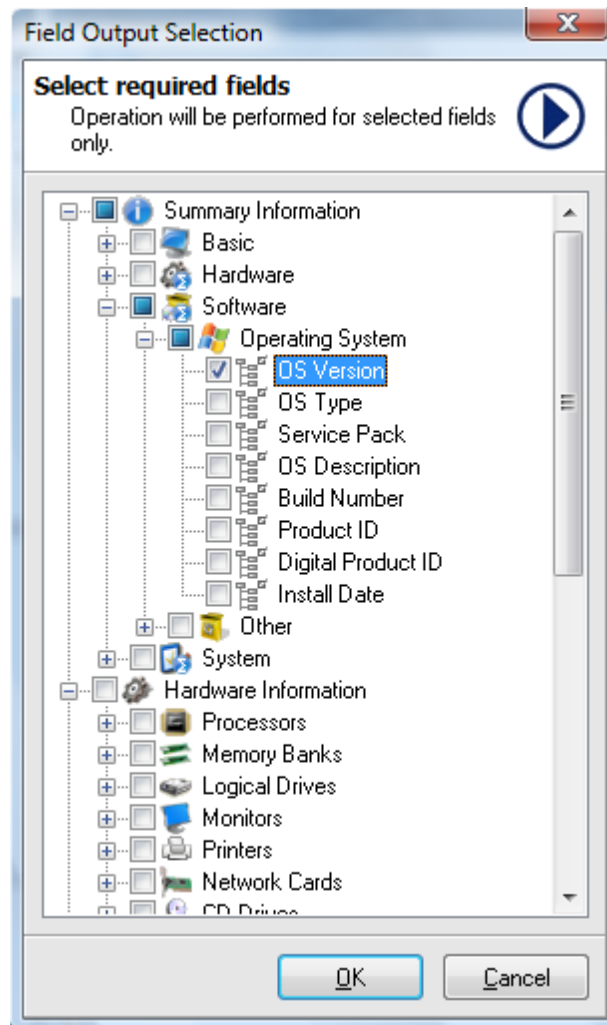 Field Output Selection
Select required fields
Operation will be performed for selected fields
only.
Summary Information
Basic
Hardware
Software
Operating System
OS Version
OS Type
Service Pack
OS Description
Build Number
Product ID
Digital Product ID
Install Date
Other
System
Hardware Information
Processors
Memory Banks
Logical Drives
Monitors
Printers
Network Cards
CD Drives
OK
Cancel